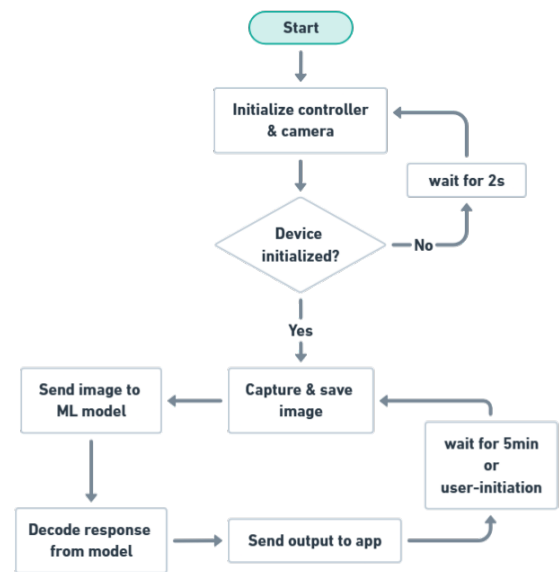 Start
Initialize controller
& camera
wait for 2s
Device
initialized?
No
Yes
Send image to
ML model
Capture & save
image
wait for 5min
or
user-initiation
Decode response
from model
Send output to app